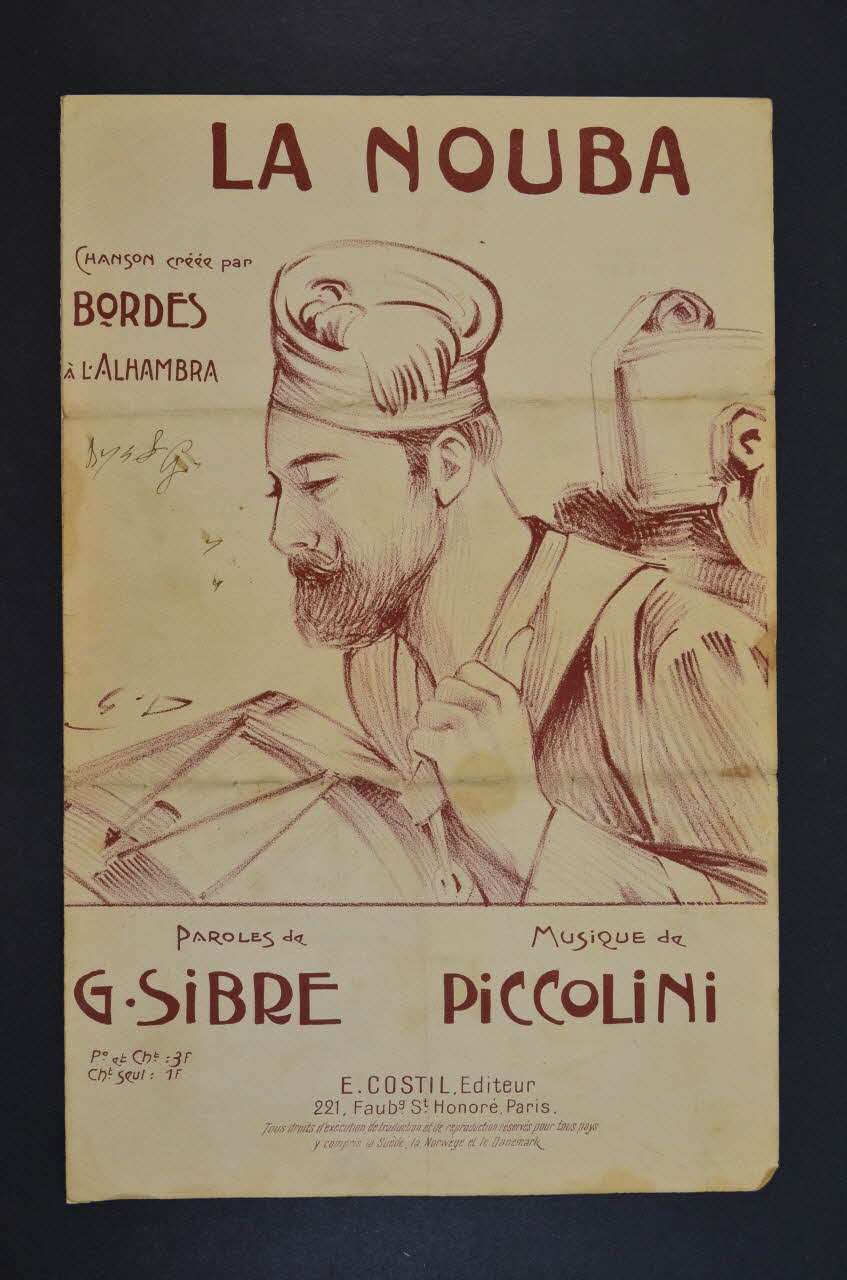 LA NOUBA
CHANSON créée par
BORDES
à L'ALHAMBRA
G. D
PAROLES de
MUSIQUE de
G. SIBRE
PICCOLINI
Po et Cht : 3F
Cht seul : 1F
E. COSTIL, Editeur
221, Faubg St Honoré, Paris.
Tous droits d'exécution de traduction et de reproduction réservés pour tous pays
y compris la Suède, la Norwège et le Danemark